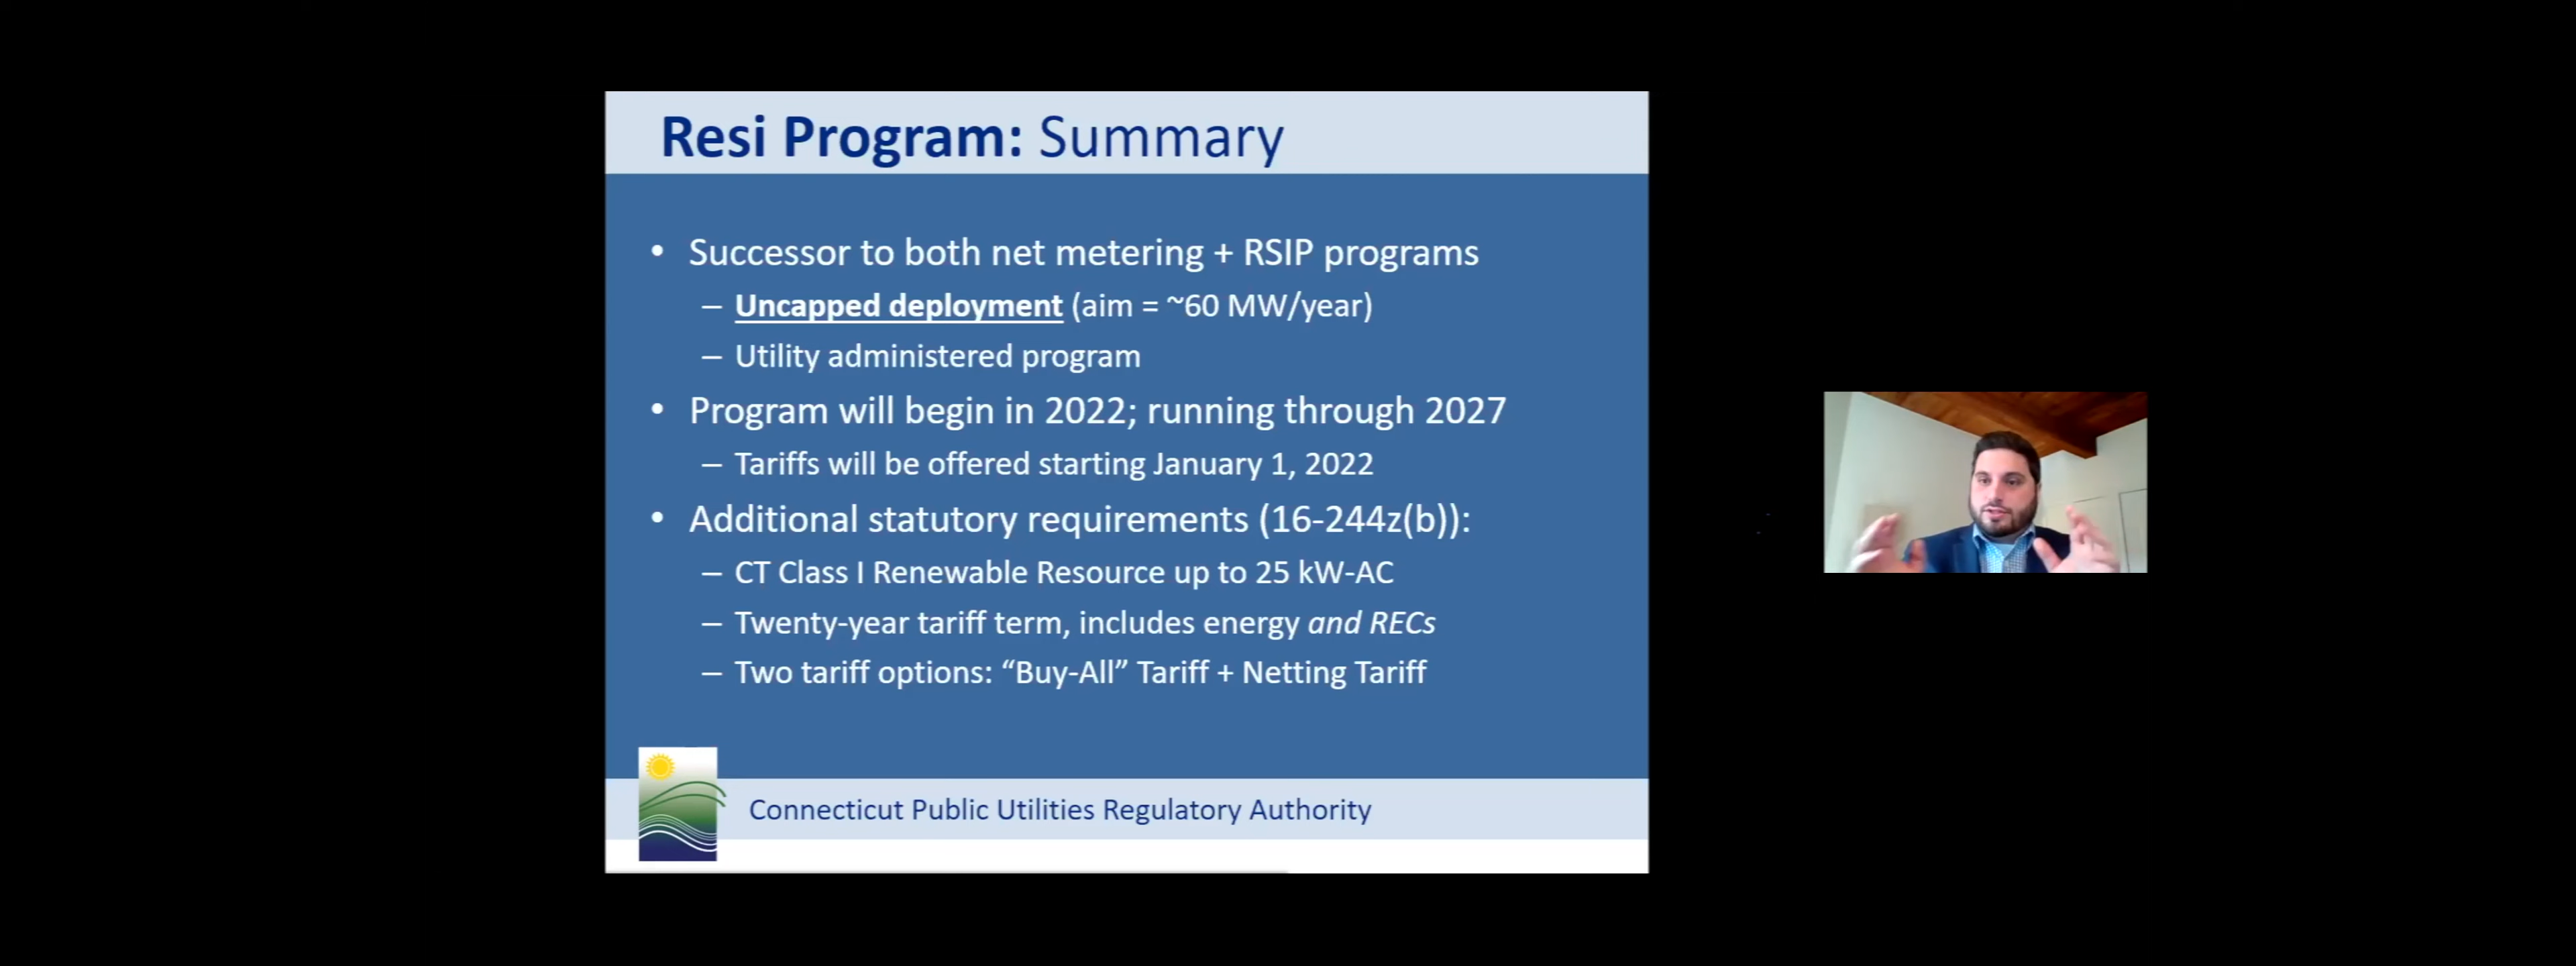 Resi Program: Summary
• Successor to both net metering + RSIP programs
– Uncapped deployment (aim = ~60 MW/year)
– Utility administered program
• Program will begin in 2022; running through 2027
– Tariffs will be offered starting January 1, 2022
• Additional statutory requirements (16-244z(b)):
– CT Class I Renewable Resource up to 25 kW-AC
– Twenty-year tariff term, includes energy and RECs
– Two tariff options: “Buy-All” Tariff + Netting Tariff
Connecticut Public Utilities Regulatory Authority